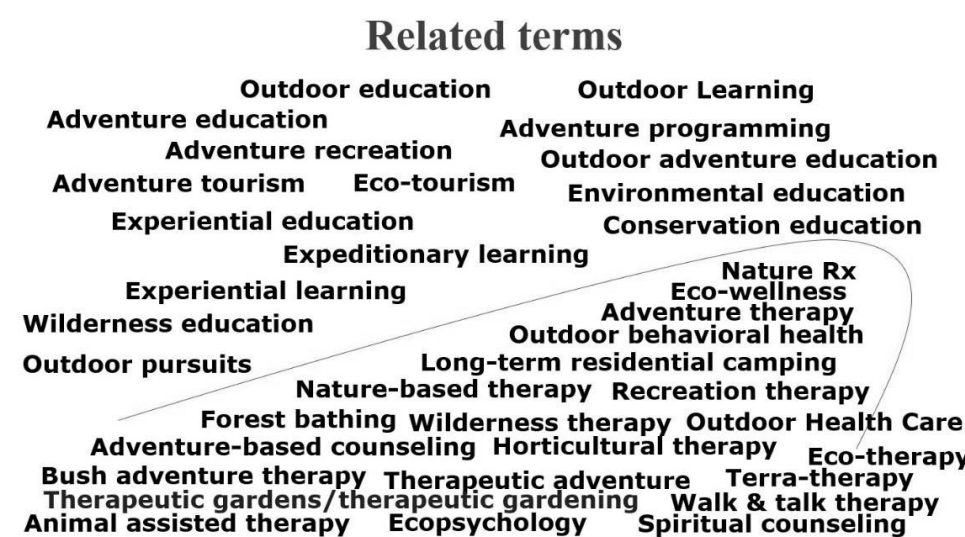 Related terms
Outdoor education Outdoor Learning
Adventure education Adventure programming
Adventure recreation Outdoor adventure education
Adventure tourism Eco-tourism Environmental education
Experiential education Conservation education
Expeditionary learning
Nature Rx
Experiential learning Eco-wellness
Adventure therapy
Wilderness education Outdoor behavioral health
Outdoor pursuits Long-term residential camping
Nature-based therapy Recreation therapy
Forest bathing Wilderness therapy Outdoor Health Care
Adventure-based counseling Horticultural therapy Eco-therapy
Bush adventure therapy Therapeutic adventure Terra-therapy
Therapeutic gardens/therapeutic gardening Walk & talk therapy
Animal assisted therapy Ecopsychology Spiritual counseling